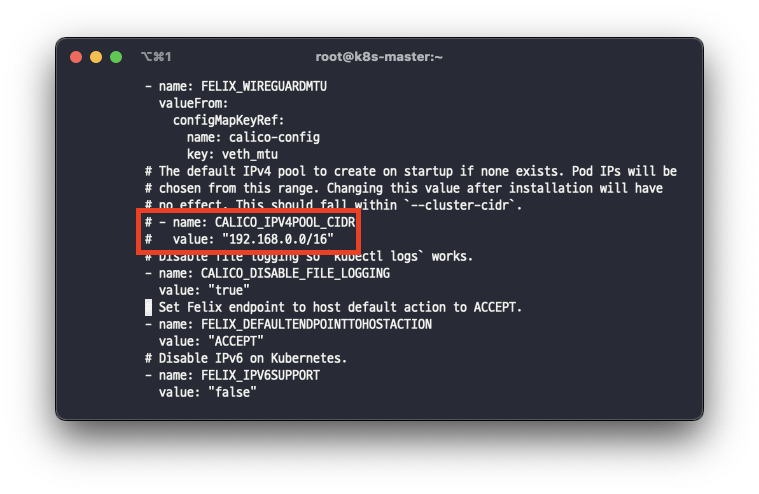 ⌥⌘1
root@k8s-master:~
- name: FELIX_WIREGUARDMTU
valueFrom:
configMapKeyRef:
name: calico-config
key: veth_mtu
# The default IPv4 pool to create on startup if none exists. Pod IPs will be
# chosen from this range. Changing this value after installation will have
# no effect. This should fall within `--cluster-cidr`.
# - name: CALICO_IPV4POOL_CIDR
#   value: "192.168.0.0/16"
# Disable file logging so `kubectl logs` works.
- name: CALICO_DISABLE_FILE_LOGGING
value: "true"
Set Felix endpoint to host default action to ACCEPT.
- name: FELIX_DEFAULTENDPOINTTOHOSTACTION
value: "ACCEPT"
# Disable IPv6 on Kubernetes.
- name: FELIX_IPV6SUPPORT
value: "false"